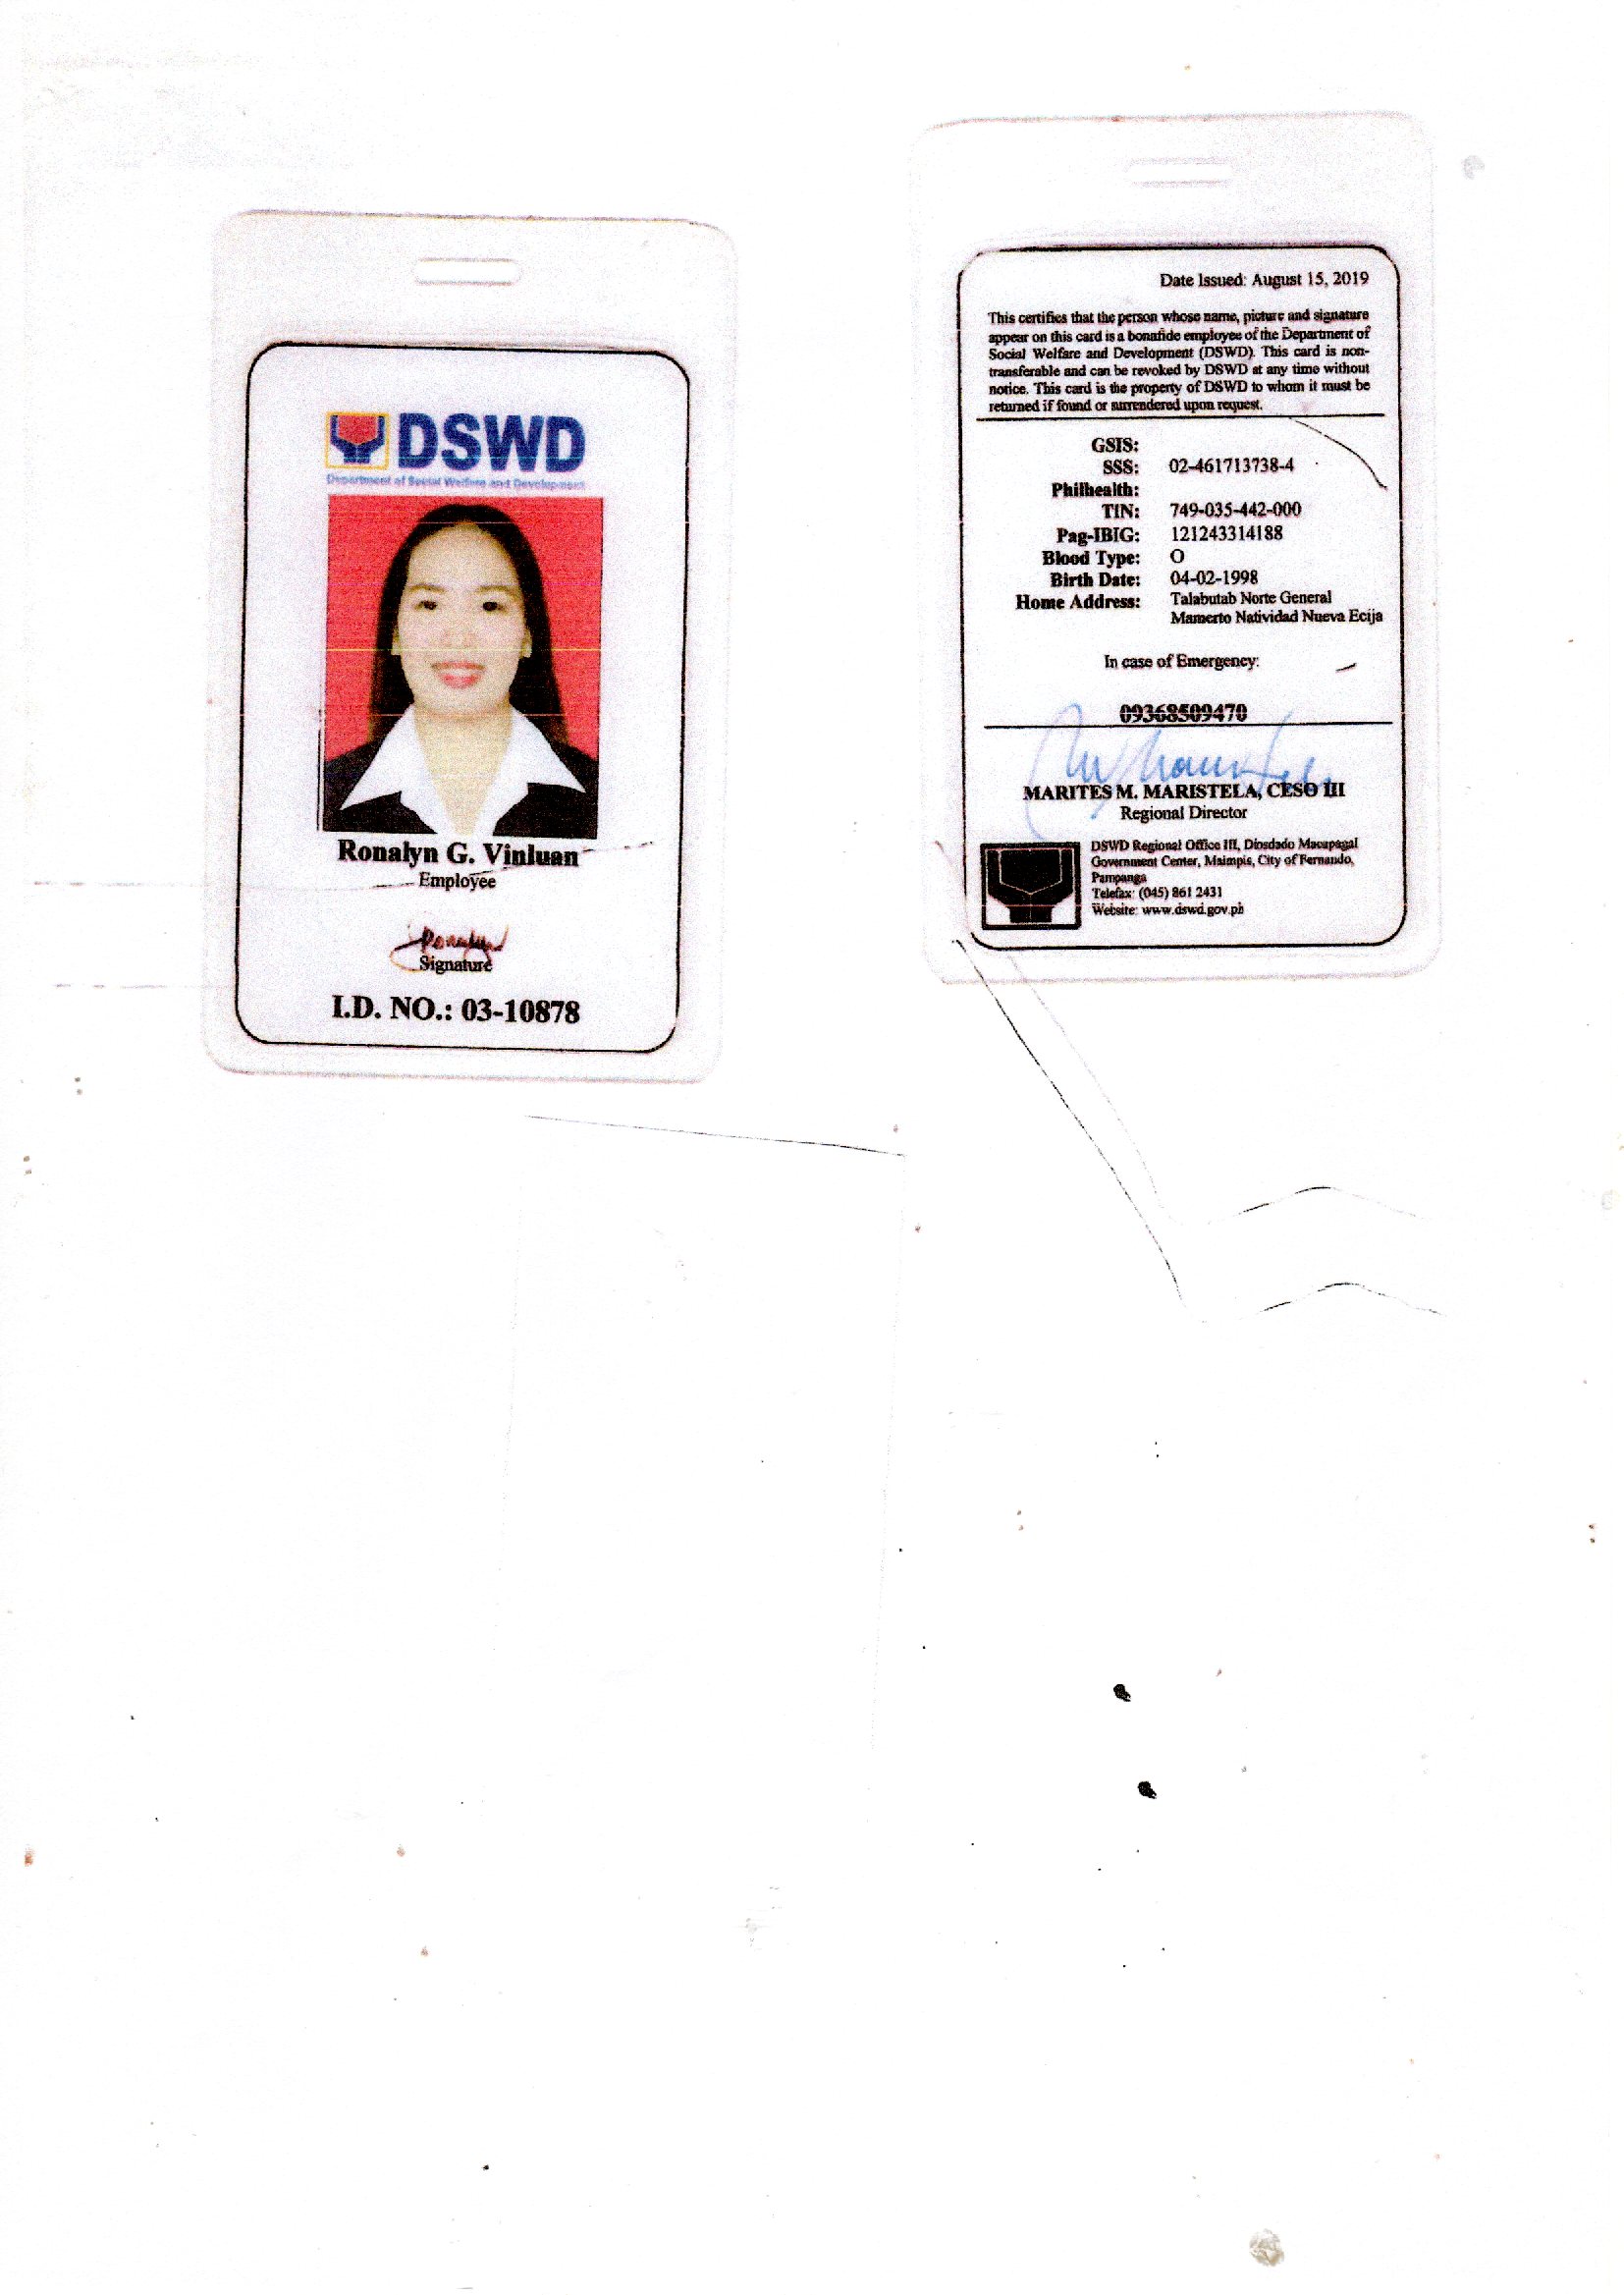 DSWD
Department of Social Welfare and Development
Ronalyn G. Vinluan
Employee
Signature
I.D. NO.: 03-10878
Date Issued: August 15, 2019
This certifies that the person whose name, picture and signature
appear on this card is a bonafide employee of the Department of
Social Welfare and Development (DSWD). This card is non-
transferable and can be revoked by DSWD at any time without
notice. This card is the property of DSWD to whom it must be
returned if found or surrendered upon request.
GSIS:
SSS: 02-461713738-4
Philhealth:
TIN: 749-035-442-000
Pag-IBIG: 121243314188
Blood Type: O
Birth Date: 04-02-1998
Home Address: Talabutab Norte General
Mamerto Natividad Nueva Ecija
In case of Emergency:
09368509470
MARITES M. MARISTELA, CESO III
Regional Director
DSWD Regional Office III, Diosdado Macapagal
Government Center, Maimpis, City of Fernando,
Pampanga
Telefax: (045) 861 2431
Website: www.dswd.gov.ph